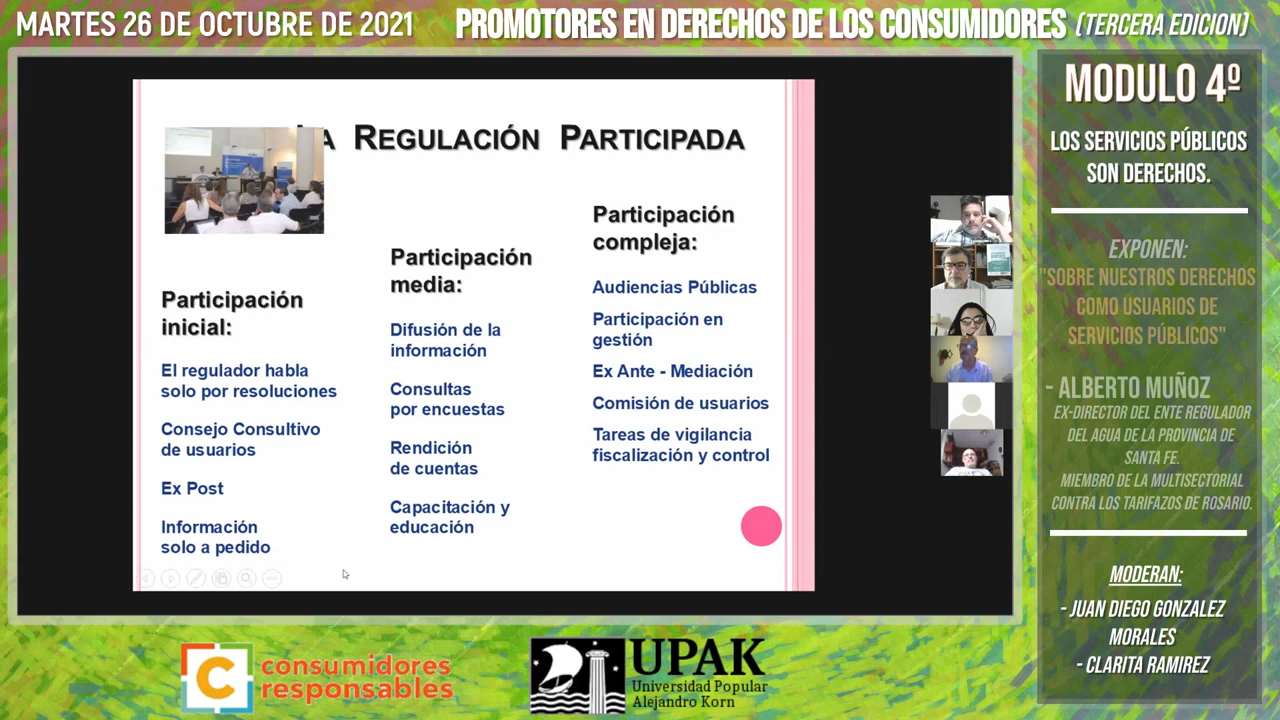 MARTES 26 DE OCTUBRE DE 2021
PROMOTORES EN DERECHOS DE LOS CONSUMIDORES (TERCERA EDICION)
LA REGULACIÓN PARTICIPADA
Participación
inicial:
El regulador habla
solo por resoluciones
Consejo Consultivo
de usuarios
Ex Post
Información
solo a pedido
Participación
media:
Difusión de la
información
Consultas
por encuestas
Rendición
de cuentas
Capacitación y
educación
Participación
compleja:
Audiencias Públicas
Participación en
gestión
Ex Ante - Mediación
Comisión de usuarios
Tareas de vigilancia
fiscalización y control
MODULO 4º
LOS SERVICIOS PÚBLICOS
SON DERECHOS.
EXPONEN:
"SOBRE NUESTROS DERECHOS
COMO USUARIOS DE
SERVICIOS PÚBLICOS"
- ALBERTO MUÑOZ
EX-DIRECTOR DEL ENTE REGULADOR
DEL AGUA DE LA PROVINCIA DE
SANTA FE.
MIEMBRO DE LA MULTISECTORIAL
CONTRA LOS TARIFAZOS DE ROSARIO.
MODERAN:
- JUAN DIEGO GONZALEZ
MORALES
- CLARITA RAMIREZ
C
consumidores
responsables
UPAK
Universidad Popular
Alejandro Korn